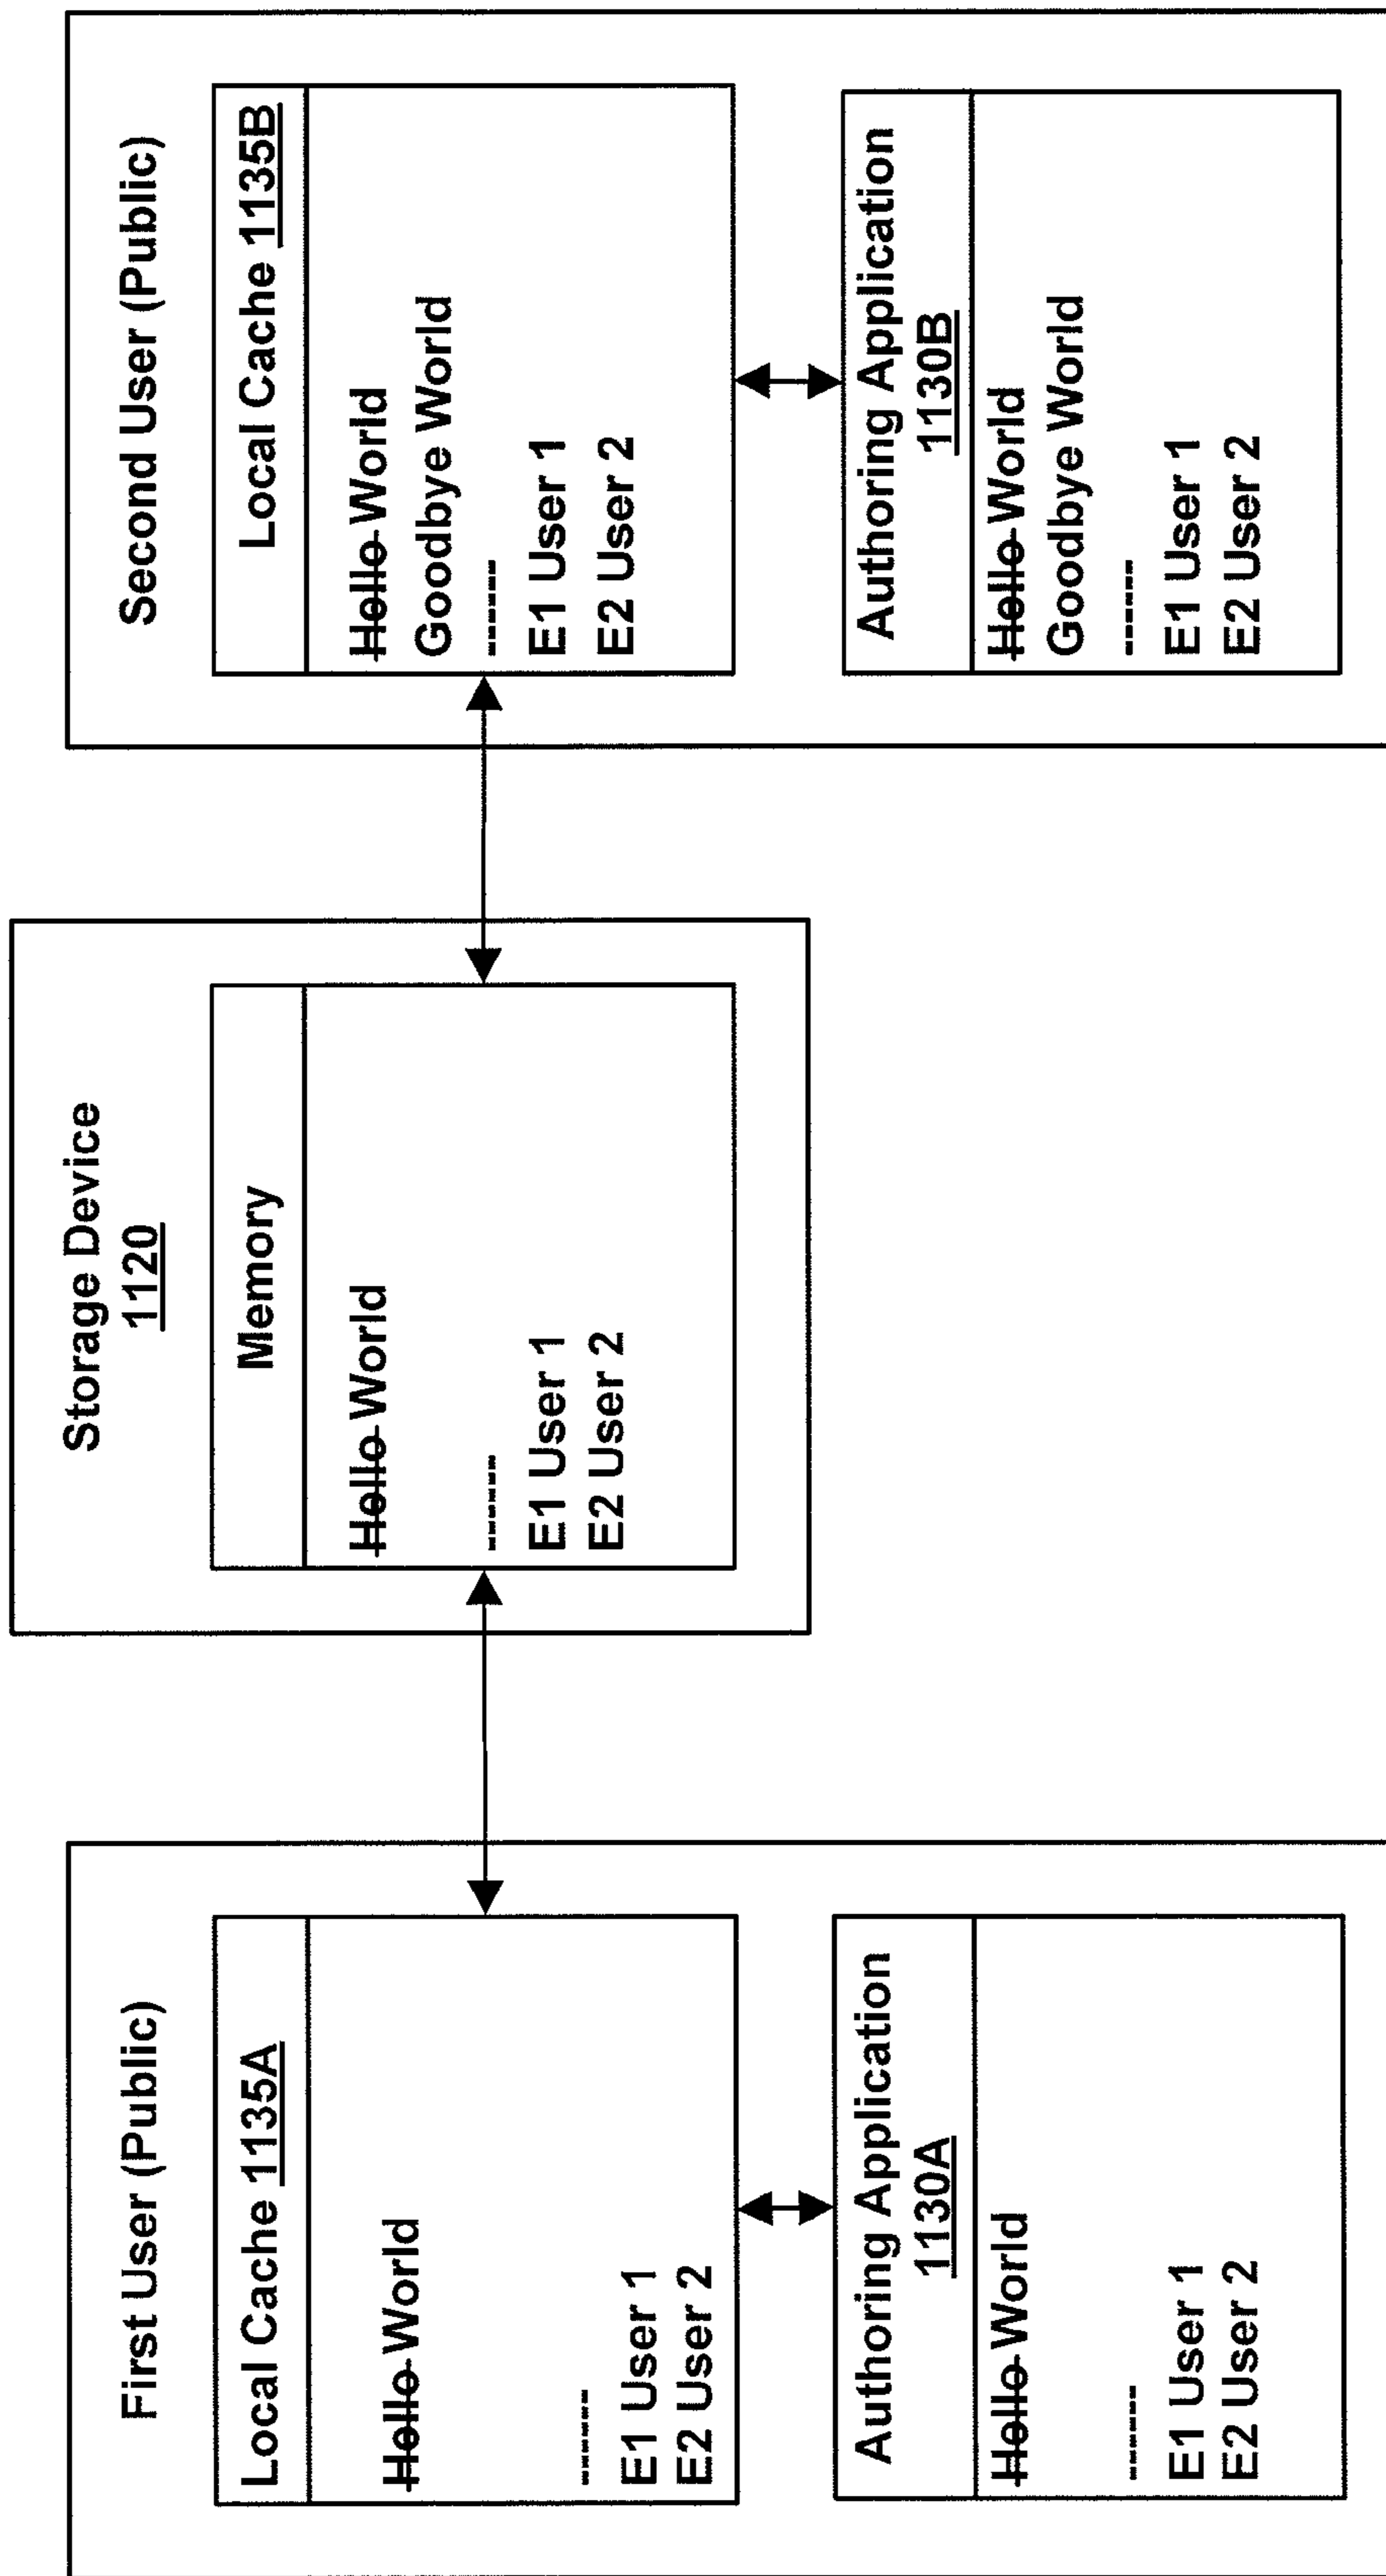 First User (Public)
Local Cache 1135A
Hello World
------
E1 User 1
E2 User 2
Authoring Application
1130A
Hello World
------
E1 User 1
E2 User 2
Storage Device
1120
Memory
Hello World
------
E1 User 1
E2 User 2
Second User (Public)
Local Cache 1135B
Hello World
Goodbye World
------
E1 User 1
E2 User 2
Authoring Application
1130B
Hello World
Goodbye World
------
E1 User 1
E2 User 2